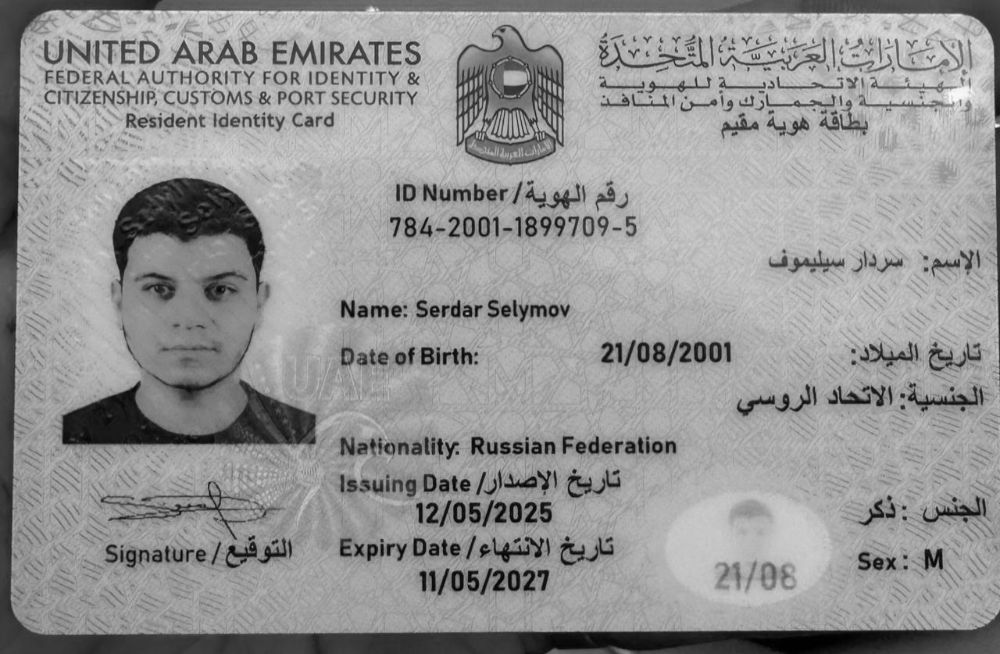 UNITED ARAB EMIRATES
FEDERAL AUTHORITY FOR IDENTITY &
CITIZENSHIP, CUSTOMS & PORT SECURITY
Resident Identity Card
الإمارات العربية المتحدة
الهيئة الاتحادية للهوية
والجنسية والجمارك وأمن المنافذ
بطاقة هوية مقيم
ID Number / رقم الهوية
784-2001-1899709-5
الإسم: سردار سيليموف
Name: Serdar Selymov
Date of Birth: 21/08/2001 تاريخ الميلاد:
الجنسية: الاتحاد الروسي
Nationality: Russian Federation
Issuing Date / تاريخ الإصدار
12/05/2025
الجنس: ذكر
Expiry Date / تاريخ الانتهاء
11/05/2027
Sex: M
Signature / التوقيع
21/08
UAE